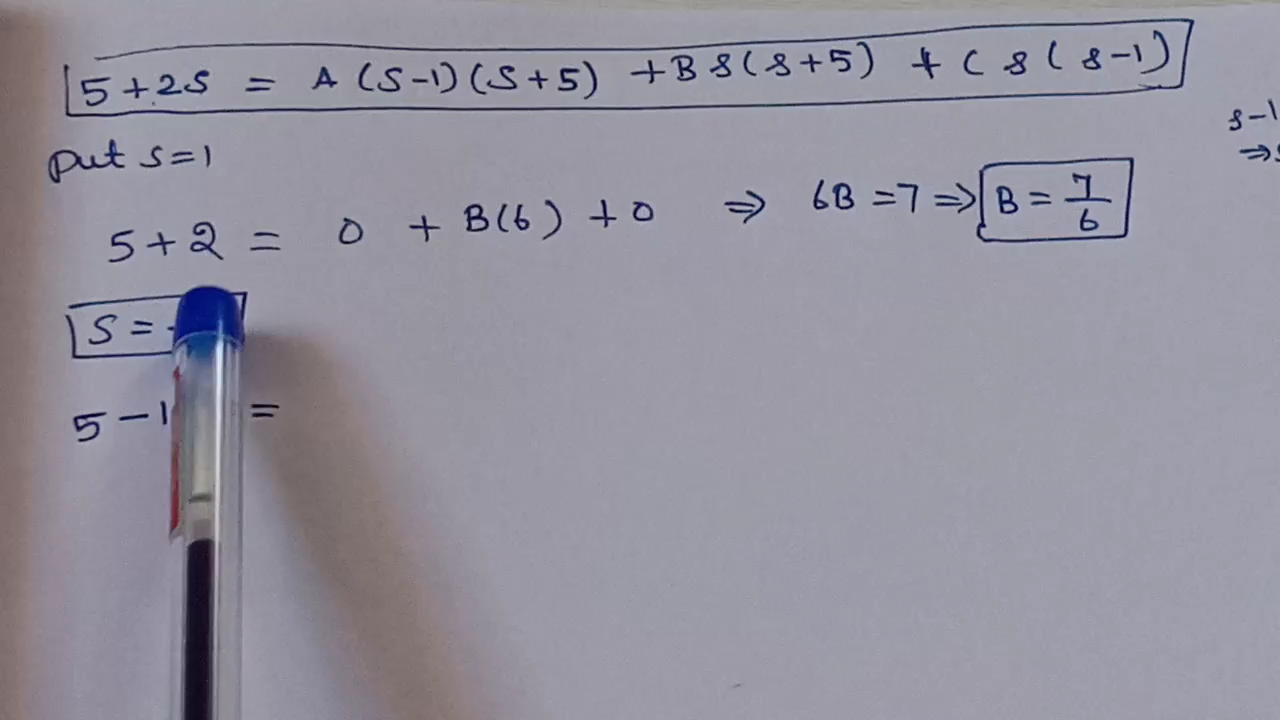 5+2s = A(s-1)(s+5) + B s(s+5) + C s(s-1)
s-1
put s=1
⇒
5+2 = 0 + B(6) + 0 ⇒ 6B = 7 ⇒ B = 7/6
s =
5-1 =